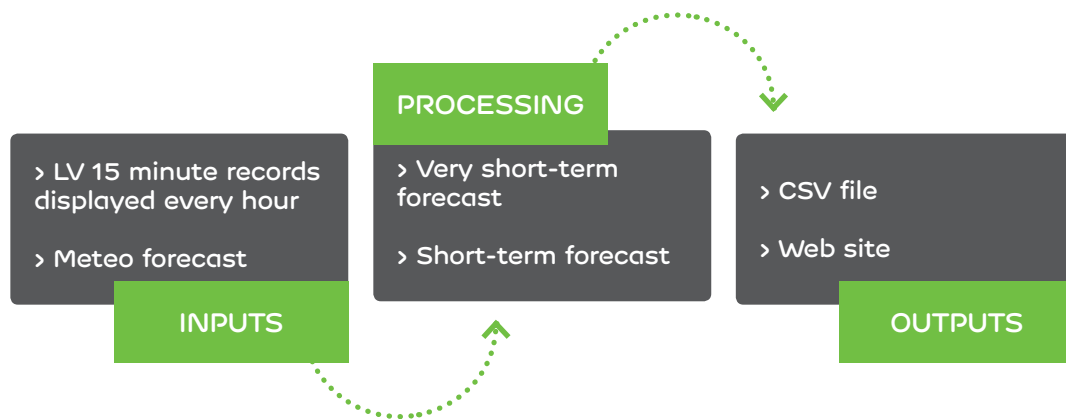 > LV 15 minute records
displayed every hour
> Meteo forecast
INPUTS
PROCESSING
> Very short-term
forecast
> Short-term forecast
> CSV file
> Web site
OUTPUTS